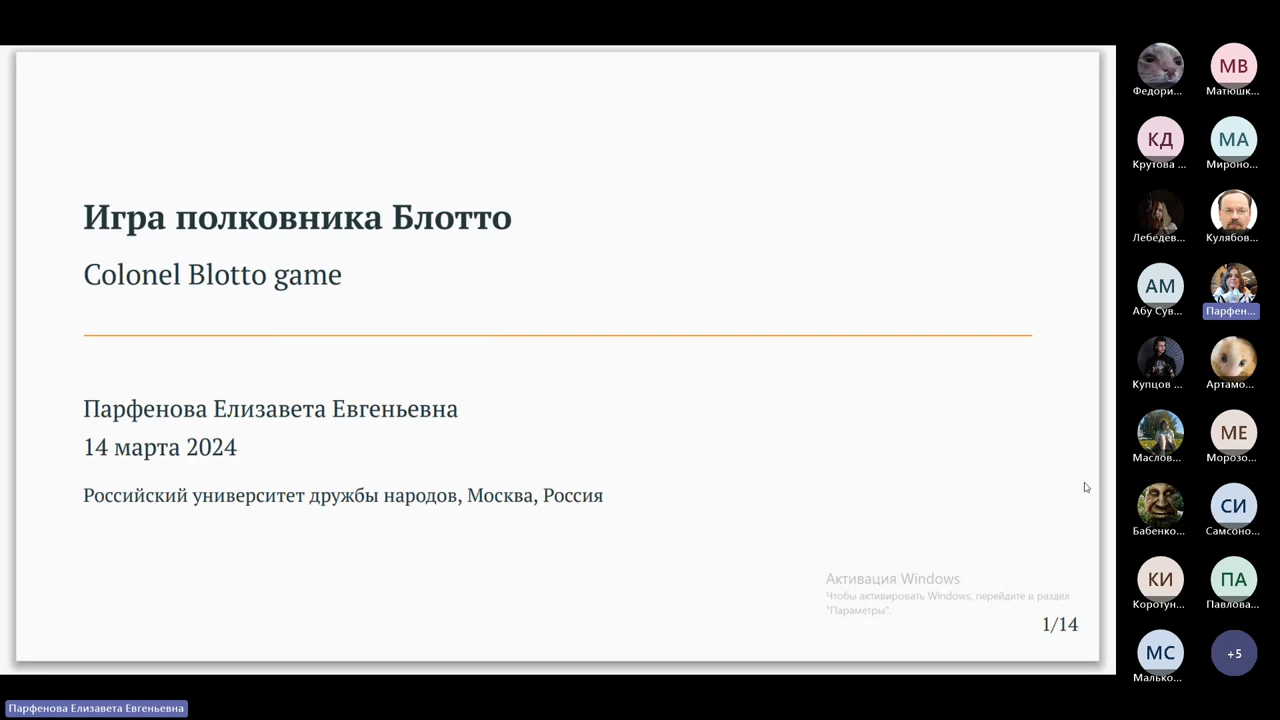 Игра полковника Блотто
Colonel Blotto game
Парфенова Елизавета Евгеньевна
14 марта 2024
Российский университет дружбы народов, Москва, Россия
Активация Windows
Чтобы активировать Windows, перейдите в раздел
"Параметры".
1/14
Федори...
МВ
Матюшк...
КД
Крутова ...
МА
Мироно...
Лебедев...
Кулябов...
АМ
Абу Сув...
Парфен...
Купцов ...
Артамо...
Маслов...
МЕ
Морозо...
Бабенко...
СИ
Самсоно...
КИ
Коротун...
ПА
Павлова...
МС
Малько...
+5
Парфенова Елизавета Евгеньевна